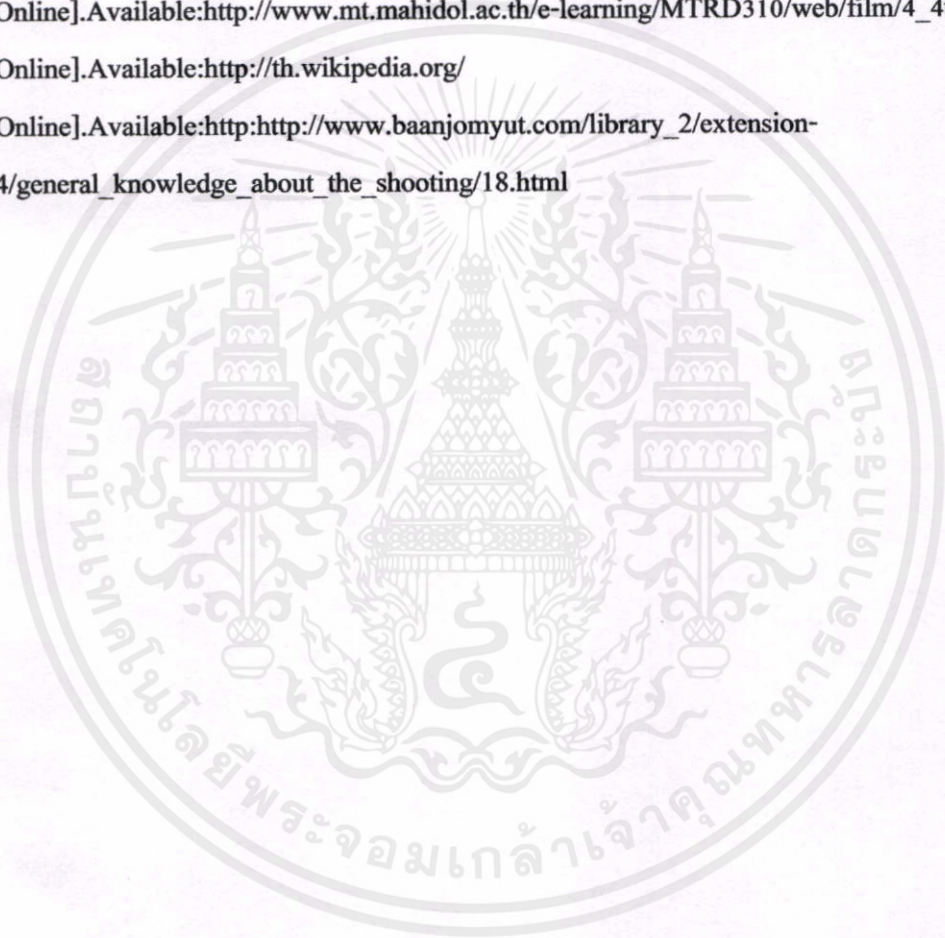 Online].Available:http://www.mt.mahidol.ac.th/e-learning/MTRD310/web/film/4_4
Online].Available:http://th.wikipedia.org/
Online].Available:http:http://www.baanjomyut.com/library_2/extension-
4/general_knowledge_about_the_shooting/18.html
สถาบันเทคโนโลยีพระจอมเกล้าเจ้าคุณทหารลาดกระบัง